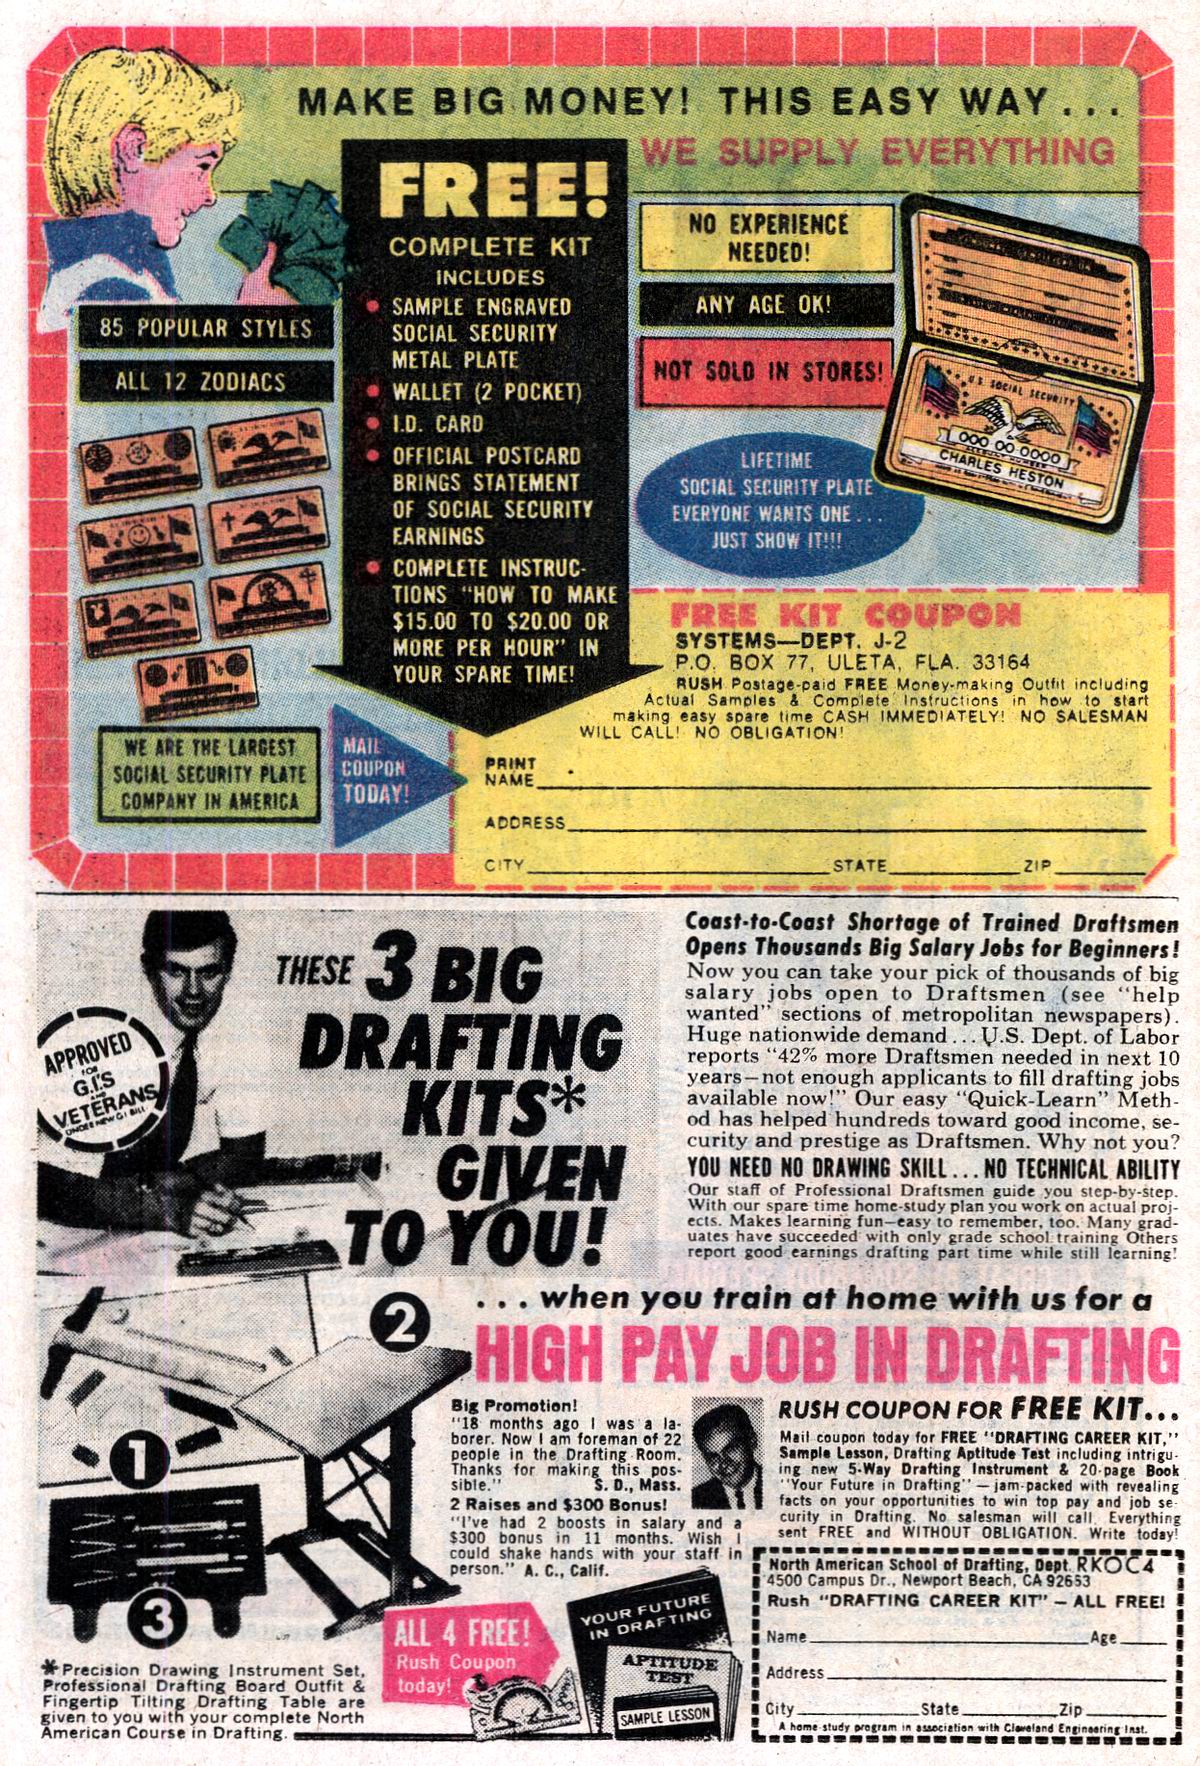 MAKE BIG MONEY! THIS EASY WAY...
WE SUPPLY EVERYTHING
FREE!
COMPLETE KIT
INCLUDES
• SAMPLE ENGRAVED
SOCIAL SECURITY
METAL PLATE
• WALLET (2 POCKET)
• I.D. CARD
• OFFICIAL POSTCARD
BRINGS STATEMENT
OF SOCIAL SECURITY
EARNINGS
• COMPLETE INSTRUC-
TIONS "HOW TO MAKE
$15.00 TO $20.00 OR
MORE PER HOUR" IN
YOUR SPARE TIME!
85 POPULAR STYLES
ALL 12 ZODIACS
WE ARE THE LARGEST
SOCIAL SECURITY PLATE
COMPANY IN AMERICA
MAIL
COUPON
TODAY!
NO EXPERIENCE
NEEDED!
ANY AGE OK!
NOT SOLD IN STORES!
U.S. SOCIAL SECURITY
000 00 0000
CHARLES HESTON
LIFETIME
SOCIAL SECURITY PLATE
EVERYONE WANTS ONE...
JUST SHOW IT!!!
FREE KIT COUPON
SYSTEMS—DEPT. J-2
P.O. BOX 77, ULETA, FLA. 33164
RUSH Postage-paid FREE Money-making Outfit including
Actual Samples & Complete Instructions in how to start
making easy spare time CASH IMMEDIATELY! NO SALESMAN
WILL CALL! NO OBLIGATION!
PRINT
NAME
ADDRESS
CITY STATE ZIP
APPROVED
FOR
G.I.'S
AND
VETERANS
UNDER NEW G I BILL
THESE 3 BIG
DRAFTING
KITS*
GIVEN
TO YOU!
Coast-to-Coast Shortage of Trained Draftsmen
Opens Thousands Big Salary Jobs for Beginners!
Now you can take your pick of thousands of big
salary jobs open to Draftsmen (see "help
wanted" sections of metropolitan newspapers).
Huge nationwide demand...U.S. Dept. of Labor
reports "42% more Draftsmen needed in next 10
years—not enough applicants to fill drafting jobs
available now!" Our easy "Quick-Learn" Meth-
od has helped hundreds toward good income, se-
curity and prestige as Draftsmen. Why not you?
YOU NEED NO DRAWING SKILL...NO TECHNICAL ABILITY
Our staff of Professional Draftsmen guide you step-by-step.
With our spare time home-study plan you work on actual proj-
ects. Makes learning fun—easy to remember, too. Many grad-
uates have succeeded with only grade school training Others
report good earnings drafting part time while still learning!
...when you train at home with us for a
HIGH PAY JOB IN DRAFTING
1
2
3
Big Promotion!
"18 months ago I was a la-
borer. Now I am foreman of 22
people in the Drafting Room.
Thanks for making this pos-
sible." S. D., Mass.
2 Raises and $300 Bonus!
"I've had 2 boosts in salary and a
$300 bonus in 11 months. Wish I
could shake hands with your staff in
person." A. C., Calif.
RUSH COUPON FOR FREE KIT...
Mail coupon today for FREE "DRAFTING CAREER KIT,"
Sample Lesson, Drafting Aptitude Test including intrigu-
ing new 5-Way Drafting Instrument & 20-page Book
"Your Future in Drafting"—jam-packed with revealing
facts on your opportunities to win top pay and job se-
curity in Drafting. No salesman will call. Everything
sent FREE and WITHOUT OBLIGATION. Write today!
*Precision Drawing Instrument Set,
Professional Drafting Board Outfit &
Fingertip Tilting Drafting Table are
given to you with your complete North
American Course in Drafting.
ALL 4 FREE!
Rush Coupon
today!
YOUR FUTURE
IN DRAFTING
APTITUDE
TEST
SAMPLE LESSON
North American School of Drafting, Dept. RKOC4
4500 Campus Dr., Newport Beach, CA 92663
Rush "DRAFTING CAREER KIT" – ALL FREE!
Name Age
Address
City State Zip
A home-study program in association with Cleveland Engineering Inst.